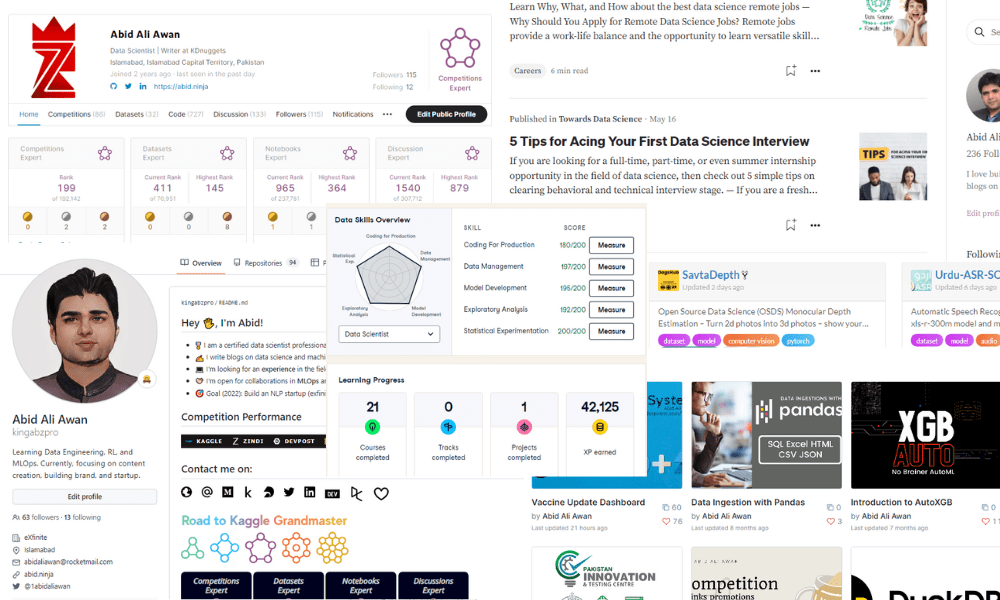 Abid Ali Awan
Data Scientist | Writer at KDnuggets
Islamabad, Islamabad Capital Territory, Pakistan
Joined 2 years ago · last seen in the past day
https://abid.ninja
Followers 115
Following 12
Competitions
Expert
Home
Competitions (86)
Datasets (32)
Code (727)
Discussion (133)
Followers (115)
Notifications
•••
Edit Public Profile
Competitions
Expert
Rank
199
of 192,142
0
2
2
Datasets
Expert
Current Rank
411
of 70,951
Highest Rank
145
0
0
8
Notebooks
Expert
Current Rank
965
of 237,761
Highest Rank
364
1
1
Discussion
Expert
Current Rank
1540
of 307,712
Highest Rank
879
Learn Why, What, and How about the best data science remote jobs —
Why Should You Apply for Remote Data Science Jobs? Remote jobs
provide a work-life balance and the opportunity to learn versatile skill...
Careers
6 min read
Published in Towards Data Science · May 16
5 Tips for Acing Your First Data Science Interview
If you are looking for a full-time, part-time, or even summer internship
opportunity in the field of data science, then check out 5 simple tips on
clearing behavioral and technical interview stage. — If you are a fresh...
TIPS
Se
Abid Ali
236 Foll
I love bui
blogs on
Edit profi
Followin
Data Skills Overview
Coding for Production
Data
Management
Model
Development
Exploratory
Analysis
Statistical
Exp.
Data Scientist
SKILL
SCORE
Coding For Production
180/200
Measure
Data Management
197/200
Measure
Model Development
195/200
Measure
Exploratory Analysis
192/200
Measure
Statistical Experimentation
200/200
Measure
Learning Progress
21
Courses
completed
0
Tracks
completed
1
Projects
completed
42,125
XP earned
Abid Ali Awan
kingabzpro
Learning Data Engineering, RL, and
MLOps. Currently, focusing on content
creation, building brand, and startup.
Edit profile
63 followers · 13 following
eXfinite
Islamabad
abidaliawan@rocketmail.com
abid.ninja
@1abidaliawan
Overview
Repositories 94
P
kingabzpro / README.md
Hey 👋, I'm Abid!
I am a certified data scientist professiona
I write blogs on data science and machi
I'm looking for an experience in the fiel
I'm open for collaborations in MLOps a
Goal (2022): Build an NLP startup (exfini
Competition Performance
KAGGLE
ZINDI
DEVPOST
Contact me on:
DEV
Road to Kaggle Grandmaster
Competitions
Expert
Datasets
Expert
Notebooks
Expert
Discussions
Expert
DagsHub
SavtaDepth
Updated 2 days ago
Open Source Data Science (OSDS) Monocular Depth
Estimation – Turn 2d photos into 3d photos – show your...
dataset
model
computer vision
pytorch
Urdu-ASR-SO
Updated 6 days ago
Automatic Speech Recog
xls-r-300m model and m
dataset
model
audio
Syste
Vaccine Update Dashboard
by Abid Ali Awan
Last updated 21 hours ago
60
76
DATA INGESTION WITH
pandas
SQL Excel HTML
CSV JSON
Data Ingestion with Pandas
by Abid Ali Awan
Last updated 8 months ago
0
3
XGB
AUTO
No Brainer AutoML
Introduction to AutoXGB
by Abid Ali Awan
Last updated 7 months ago
0
11
PAKISTAN
INNOVATION
& TESTING CENTRE
ABID ALI AWAN
ompetition
inks promotions
DuckDB